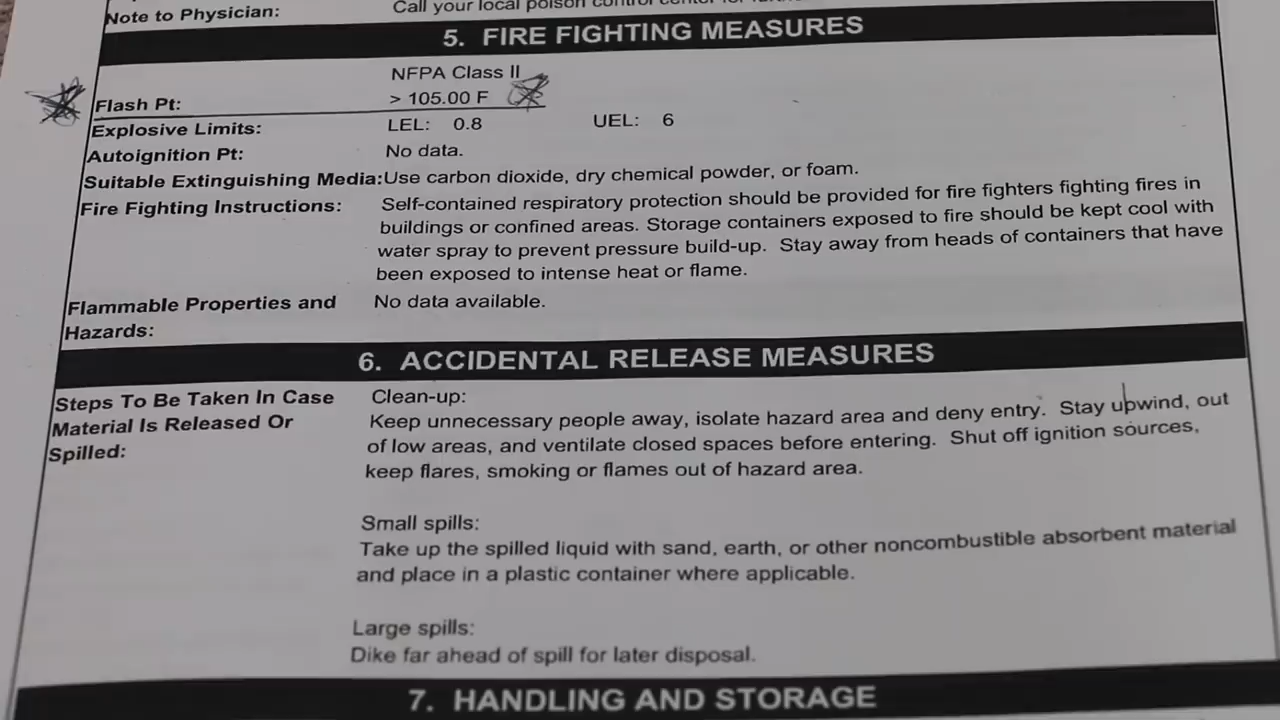 Note to Physician: Call your local poison control center for
5. FIRE FIGHTING MEASURES
NFPA Class II
Flash Pt: > 105.00 F
Explosive Limits: LEL: 0.8 UEL: 6
Autoignition Pt: No data.
Suitable Extinguishing Media: Use carbon dioxide, dry chemical powder, or foam.
Fire Fighting Instructions: Self-contained respiratory protection should be provided for fire fighters fighting fires in
buildings or confined areas. Storage containers exposed to fire should be kept cool with
water spray to prevent pressure build-up. Stay away from heads of containers that have
been exposed to intense heat or flame.
Flammable Properties and No data available.
Hazards:
6. ACCIDENTAL RELEASE MEASURES
Steps To Be Taken In Case Clean-up:
Material Is Released Or Keep unnecessary people away, isolate hazard area and deny entry. Stay upwind, out
Spilled: of low areas, and ventilate closed spaces before entering. Shut off ignition sources,
keep flares, smoking or flames out of hazard area.
Small spills:
Take up the spilled liquid with sand, earth, or other noncombustible absorbent material
and place in a plastic container where applicable.
Large spills:
Dike far ahead of spill for later disposal.
7. HANDLING AND STORAGE